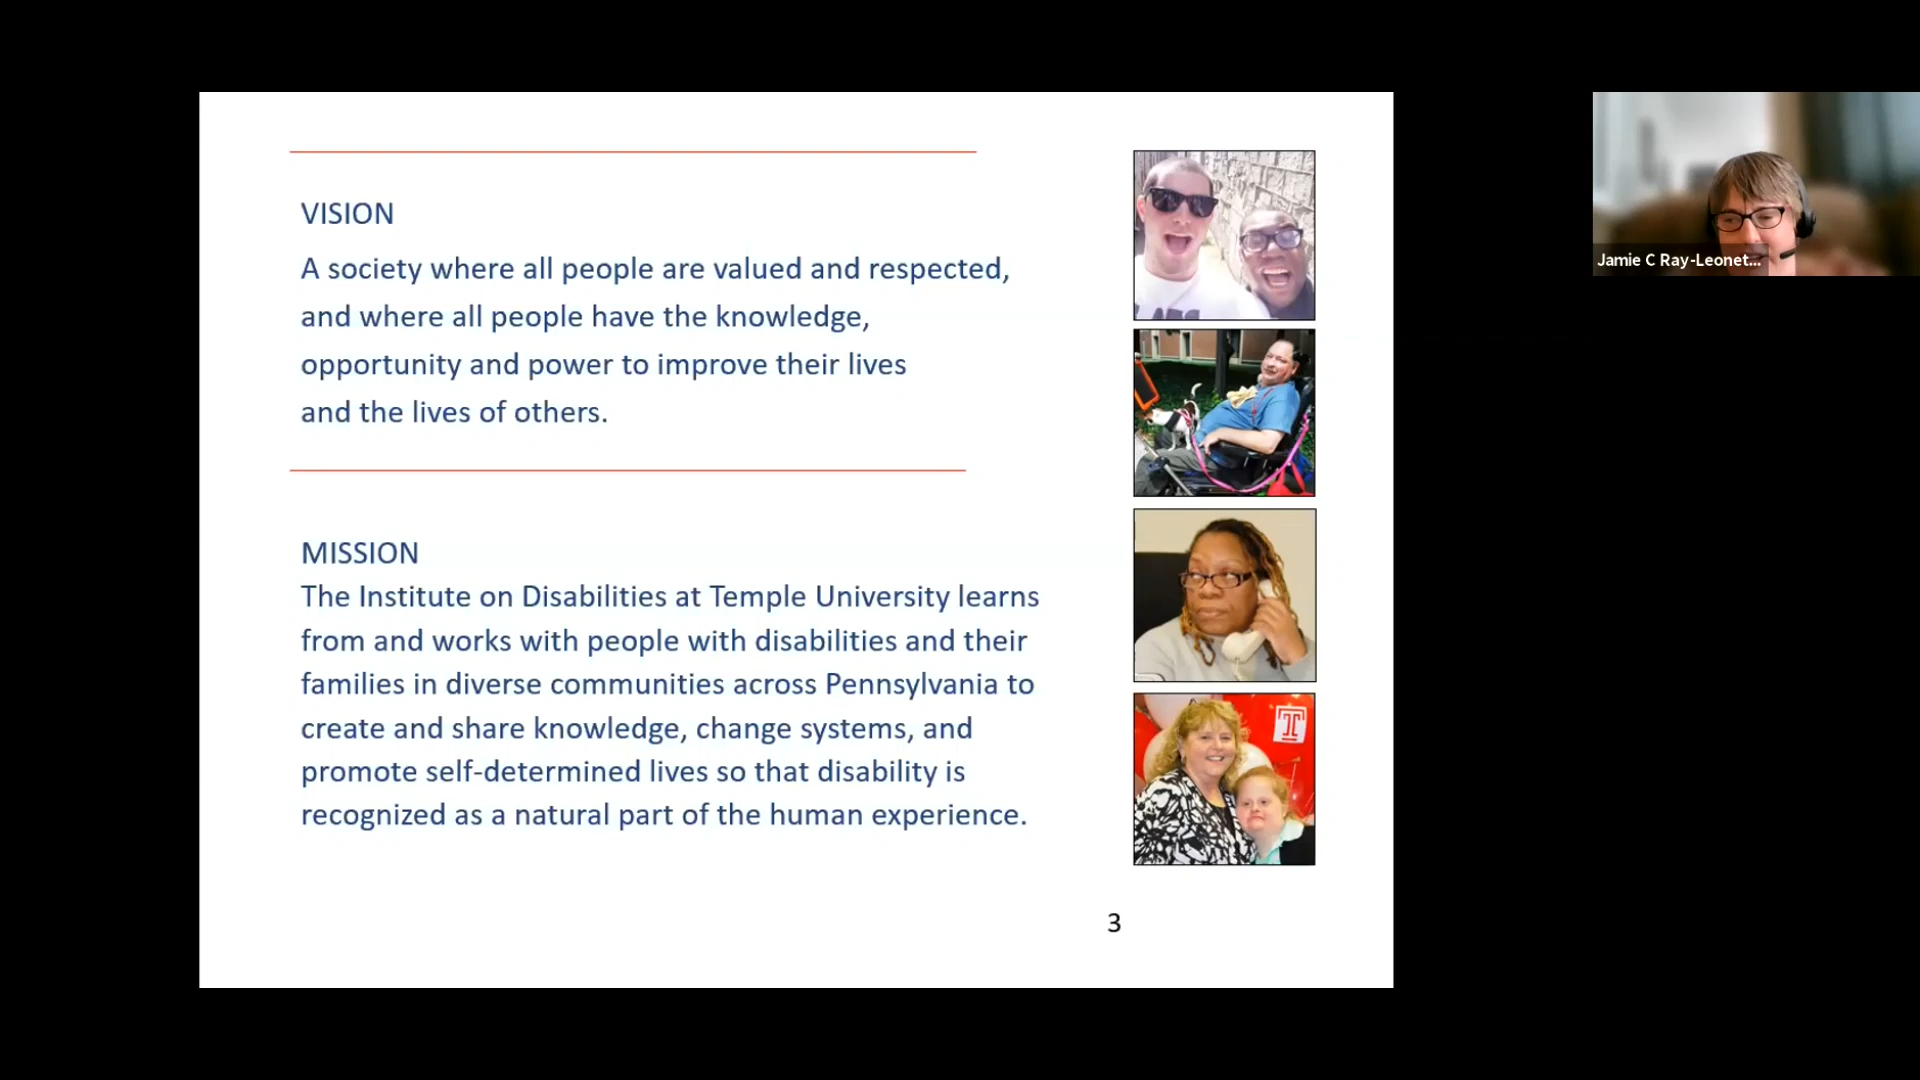 VISION
A society where all people are valued and respected,
and where all people have the knowledge,
opportunity and power to improve their lives
and the lives of others.
MISSION
The Institute on Disabilities at Temple University learns
from and works with people with disabilities and their
families in diverse communities across Pennsylvania to
create and share knowledge, change systems, and
promote self-determined lives so that disability is
recognized as a natural part of the human experience.
3
Jamie C Ray-Leonet...